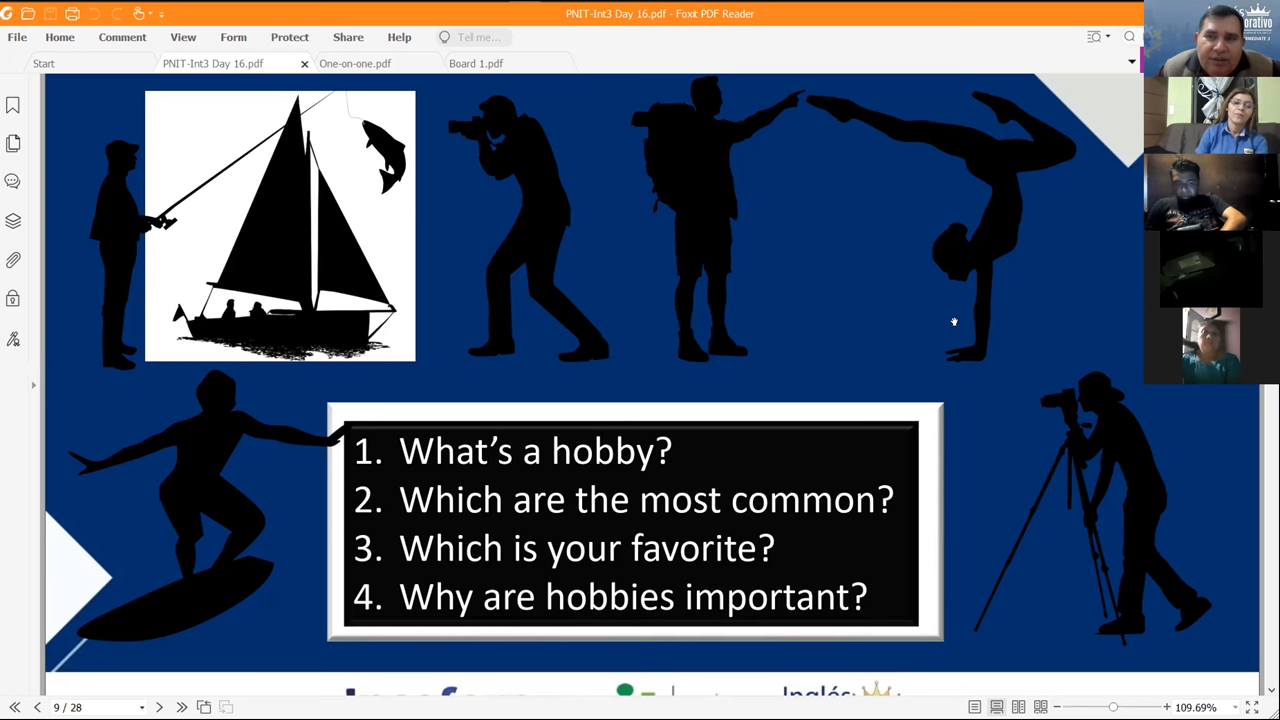 PNIT-Int3 Day 16.pdf - Foxit PDF Reader
File Home Comment View Form Protect Share Help Tell me...
Start PNIT-Int3 Day 16.pdf One-on-one.pdf Board 1.pdf
1. What's a hobby?
2. Which are the most common?
3. Which is your favorite?
4. Why are hobbies important?
Inglés
9 / 28
109.69%